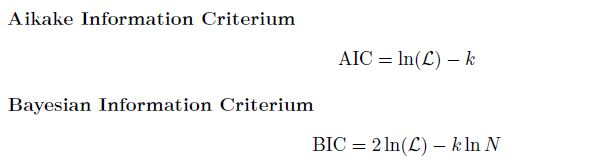 Aikake Information Criterium
AIC = ln(ℒ) − k
Bayesian Information Criterium
BIC = 2 ln(ℒ) − k ln N